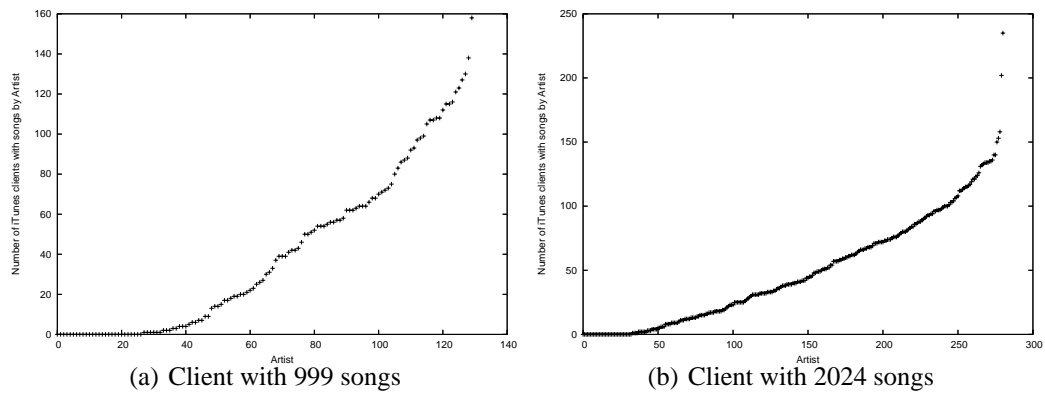 160
140
120
100
80
60
40
20
0
0 20 40 60 80 100 120 140
Number of iTunes clients with songs by Artist
Artist
(a) Client with 999 songs
250
200
150
100
50
0
0 50 100 150 200 250 300
Number of iTunes clients with songs by Artist
Artist
(b) Client with 2024 songs